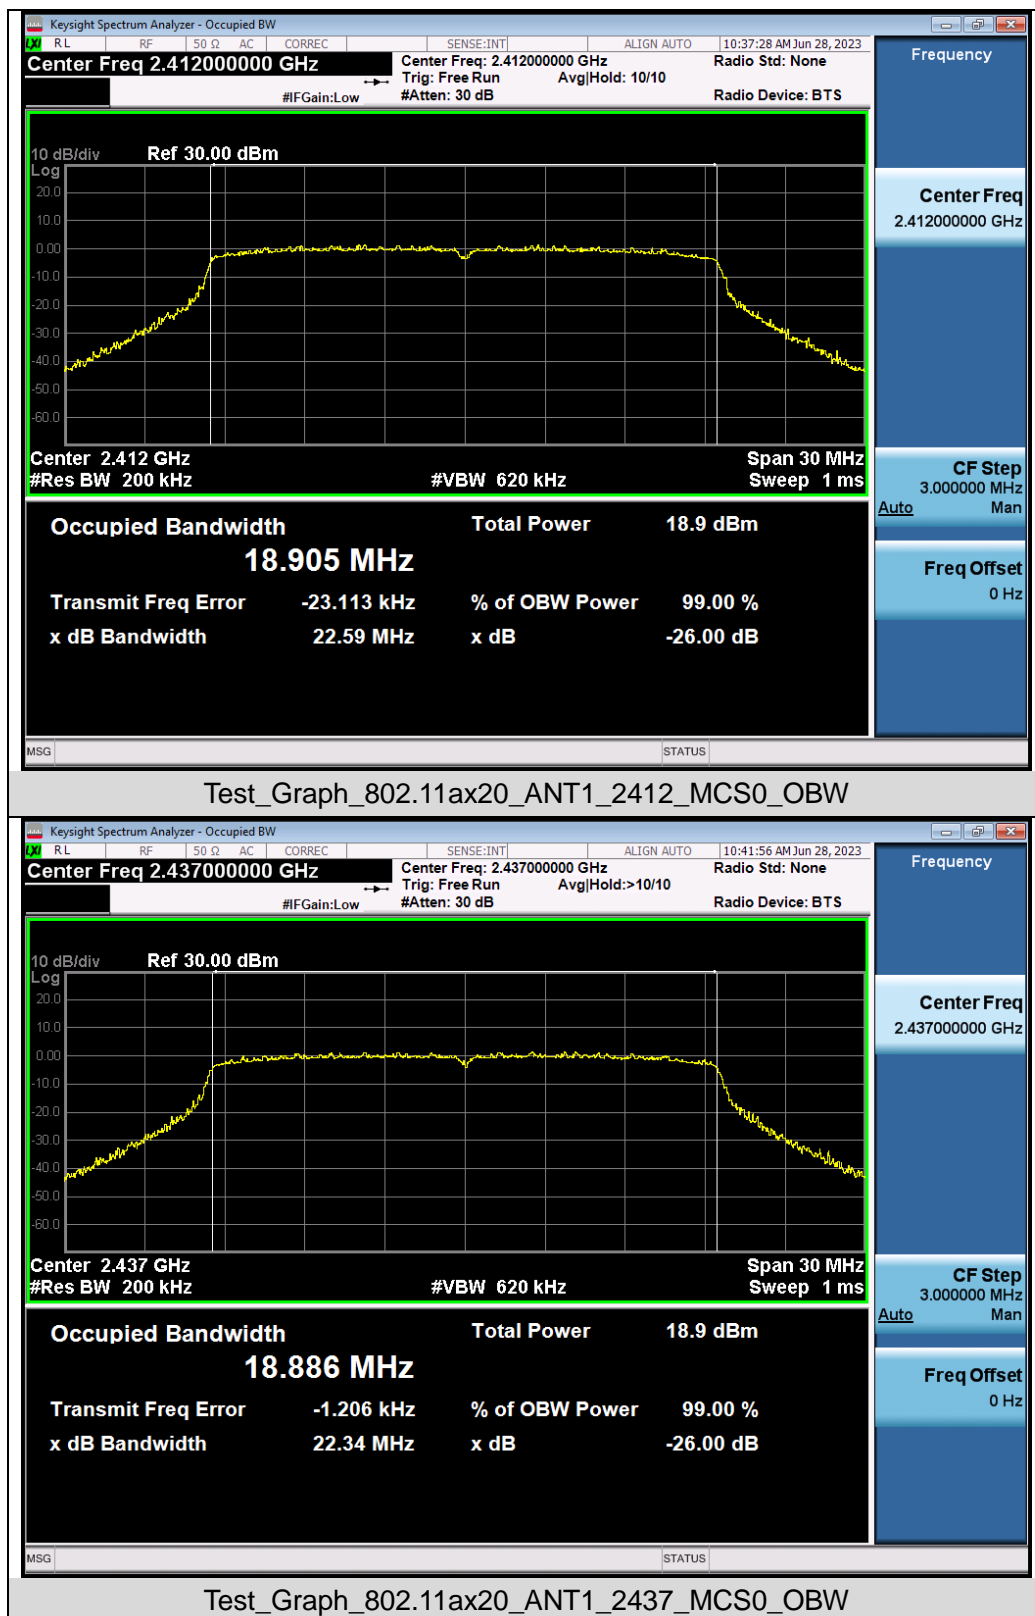 Keysight Spectrum Analyzer - Occupied BW
LXI RL RF 50 Ω AC CORREC SENSE:INT ALIGN AUTO 10:37:28 AM Jun 28, 2023
Center Freq 2.412000000 GHz
Center Freq: 2.412000000 GHz
Radio Std: None
Trig: Free Run Avg|Hold: 10/10
#IFGain:Low
#Atten: 30 dB
Radio Device: BTS
Frequency
10 dB/div Ref 30.00 dBm
Log
20.0
10.0
0.00
-10.0
-20.0
-30.0
-40.0
-50.0
-60.0
Center 2.412 GHz
Span 30 MHz
#Res BW 200 kHz
#VBW 620 kHz
Sweep 1 ms
Center Freq
2.412000000 GHz
CF Step
3.000000 MHz
Auto Man
Freq Offset
0 Hz
Occupied Bandwidth
Total Power 18.9 dBm
18.905 MHz
Transmit Freq Error -23.113 kHz % of OBW Power 99.00 %
x dB Bandwidth 22.59 MHz x dB -26.00 dB
MSG STATUS
Test_Graph_802.11ax20_ANT1_2412_MCS0_OBW
Keysight Spectrum Analyzer - Occupied BW
LXI RL RF 50 Ω AC CORREC SENSE:INT ALIGN AUTO 10:41:56 AM Jun 28, 2023
Center Freq 2.437000000 GHz
Center Freq: 2.437000000 GHz
Radio Std: None
Trig: Free Run Avg|Hold:>10/10
#IFGain:Low
#Atten: 30 dB
Radio Device: BTS
Frequency
10 dB/div Ref 30.00 dBm
Log
20.0
10.0
0.00
-10.0
-20.0
-30.0
-40.0
-50.0
-60.0
Center 2.437 GHz
Span 30 MHz
#Res BW 200 kHz
#VBW 620 kHz
Sweep 1 ms
Center Freq
2.437000000 GHz
CF Step
3.000000 MHz
Auto Man
Freq Offset
0 Hz
Occupied Bandwidth
Total Power 18.9 dBm
18.886 MHz
Transmit Freq Error -1.206 kHz % of OBW Power 99.00 %
x dB Bandwidth 22.34 MHz x dB -26.00 dB
MSG STATUS
Test_Graph_802.11ax20_ANT1_2437_MCS0_OBW